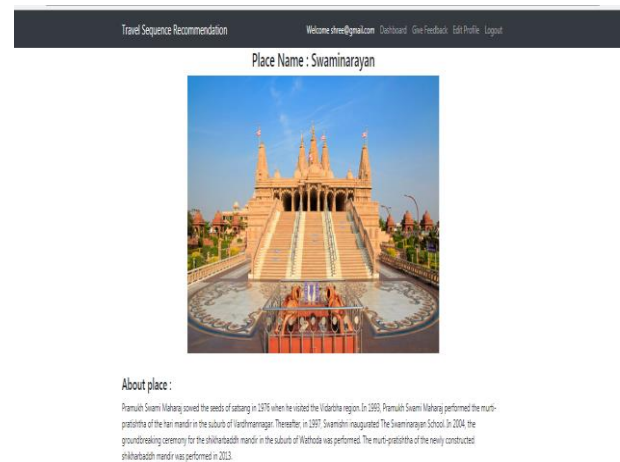 Travel Sequence Recommendation Welcome shree@gmail.com Dashboard Give Feedback Edit Profile Logout
Place Name : Swaminarayan
About place :
Pramukh Swami Maharaj sowed the seeds of satsang in 1976 when he visited the Vidarbha region. In 1993, Pramukh Swami Maharaj performed the murti-
pratishtha of the hari mandir in the suburb of Vardhmannagar. Thereafter, in 1997, Swamishri inaugurated The Swaminarayan School. In 2004, the
groundbreaking ceremony for the shikharbaddh mandir in the suburb of Wathoda was performed. The murti-pratishtha of the newly constructed
shikharbaddh mandir was performed in 2013.